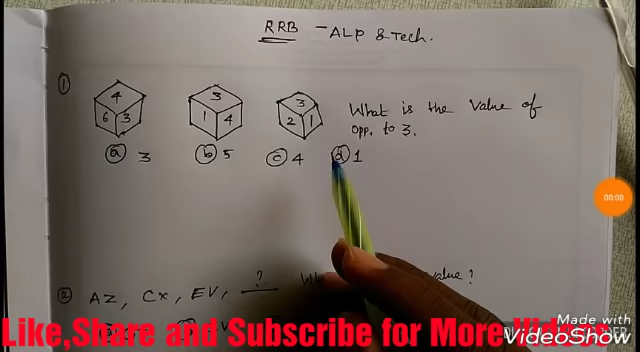 RRB - ALP & Tech.
① 4 6 3 3 1 4 3 2 1 What is the value of
opp. to 3.
ⓐ 3 ⓑ 5 ⓒ 4 ⓓ 1
00:00
② AZ, CX, EV, ? value?
Like,Share and Subscribe for More Videos
Made with
VideoShow